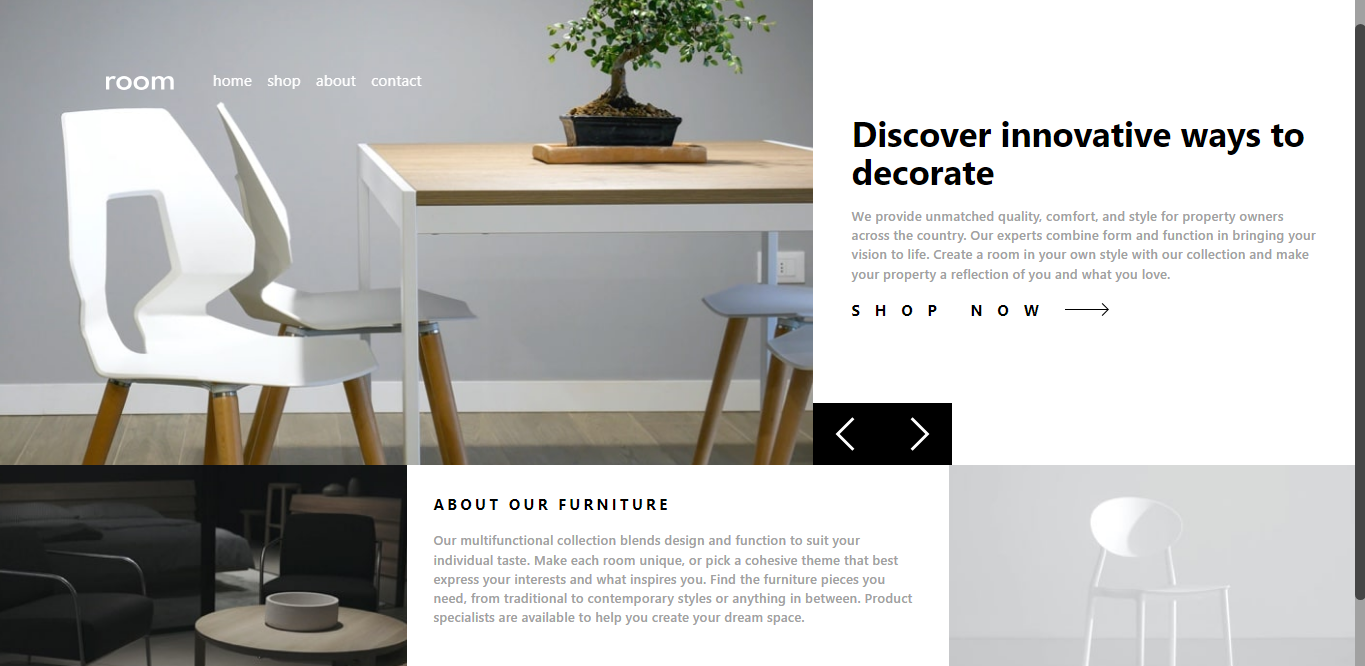 room
home shop about contact
Discover innovative ways to
decorate
We provide unmatched quality, comfort, and style for property owners
across the country. Our experts combine form and function in bringing your
vision to life. Create a room in your own style with our collection and make
your property a reflection of you and what you love.
SHOP NOW
ABOUT OUR FURNITURE
Our multifunctional collection blends design and function to suit your
individual taste. Make each room unique, or pick a cohesive theme that best
express your interests and what inspires you. Find the furniture pieces you
need, from traditional to contemporary styles or anything in between. Product
specialists are available to help you create your dream space.